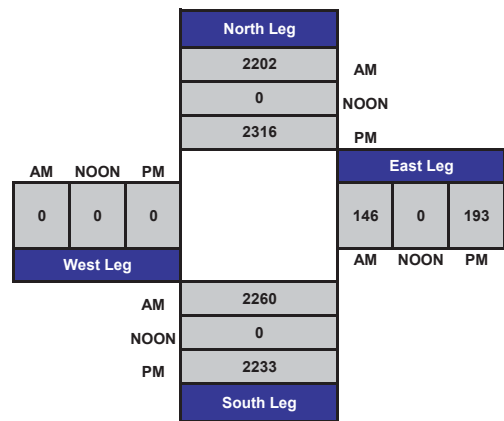 North Leg
2202 AM
0 NOON
2316 PM
AM NOON PM
East Leg
0 0 0
146 0 193
West Leg
AM NOON PM
AM 2260
NOON 0
PM 2233
South Leg